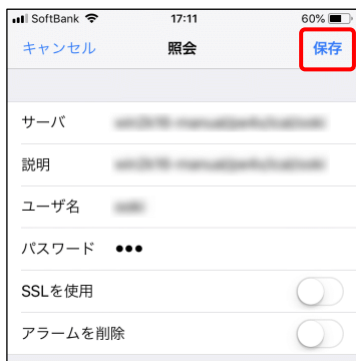 SoftBank 17:11 60%
キャンセル 照会 保存
サーバ
説明
ユーザ名
パスワード ●●●
SSLを使用
アラームを削除